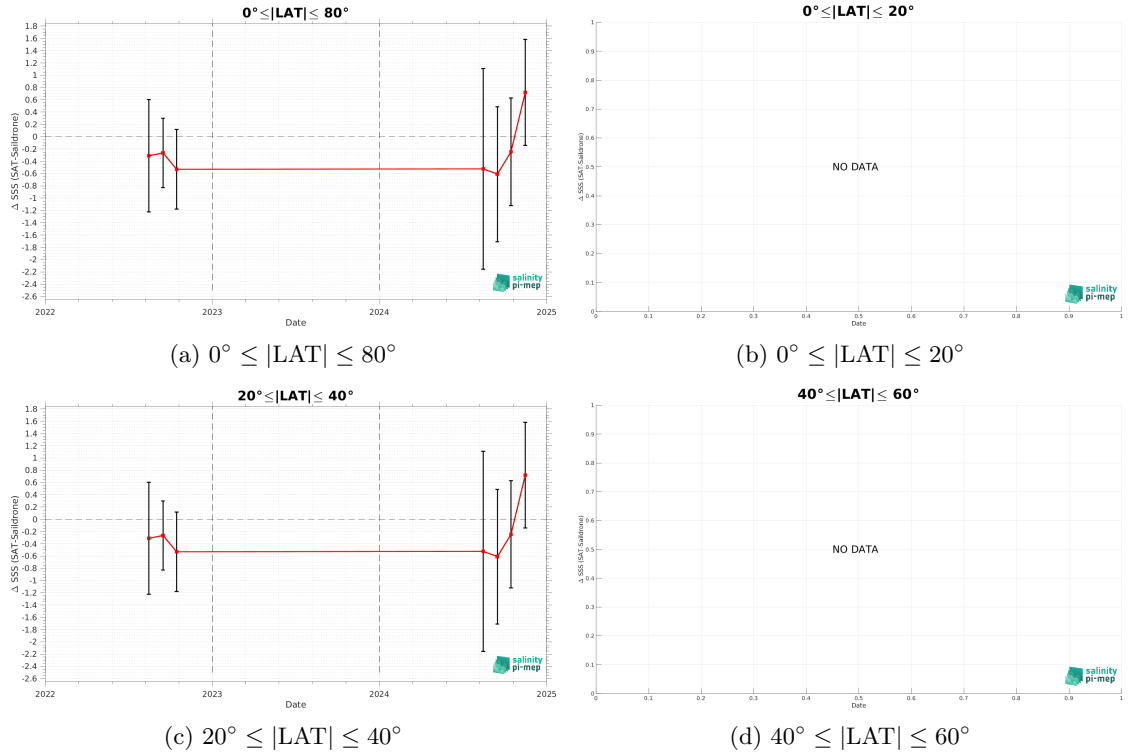 0°≤|LAT|≤ 80°
1.8
1.6
1.4
1.2
1
0.8
0.6
0.4
0.2
0
-0.2
-0.4
-0.6
-0.8
-1
-1.2
-1.4
-1.6
-1.8
-2
-2.2
-2.4
-2.6
Δ SSS (SAT-Saildrone)
salinity
pi-mep
2022 2023 2024 2025
Date
(a) 0° ≤ |LAT| ≤ 80°
0°≤|LAT|≤ 20°
1
0.9
0.8
0.7
0.6
0.5
0.4
0.3
0.2
0.1
0
Δ SSS (SAT-Saildrone)
NO DATA
salinity
pi-mep
0 0.1 0.2 0.3 0.4 0.5 0.6 0.7 0.8 0.9 1
Date
(b) 0° ≤ |LAT| ≤ 20°
20°≤|LAT|≤ 40°
1.8
1.6
1.4
1.2
1
0.8
0.6
0.4
0.2
0
-0.2
-0.4
-0.6
-0.8
-1
-1.2
-1.4
-1.6
-1.8
-2
-2.2
-2.4
-2.6
Δ SSS (SAT-Saildrone)
salinity
pi-mep
2022 2023 2024 2025
Date
(c) 20° ≤ |LAT| ≤ 40°
40°≤|LAT|≤ 60°
1
0.9
0.8
0.7
0.6
0.5
0.4
0.3
0.2
0.1
0
Δ SSS (SAT-Saildrone)
NO DATA
salinity
pi-mep
0 0.1 0.2 0.3 0.4 0.5 0.6 0.7 0.8 0.9 1
Date
(d) 40° ≤ |LAT| ≤ 60°